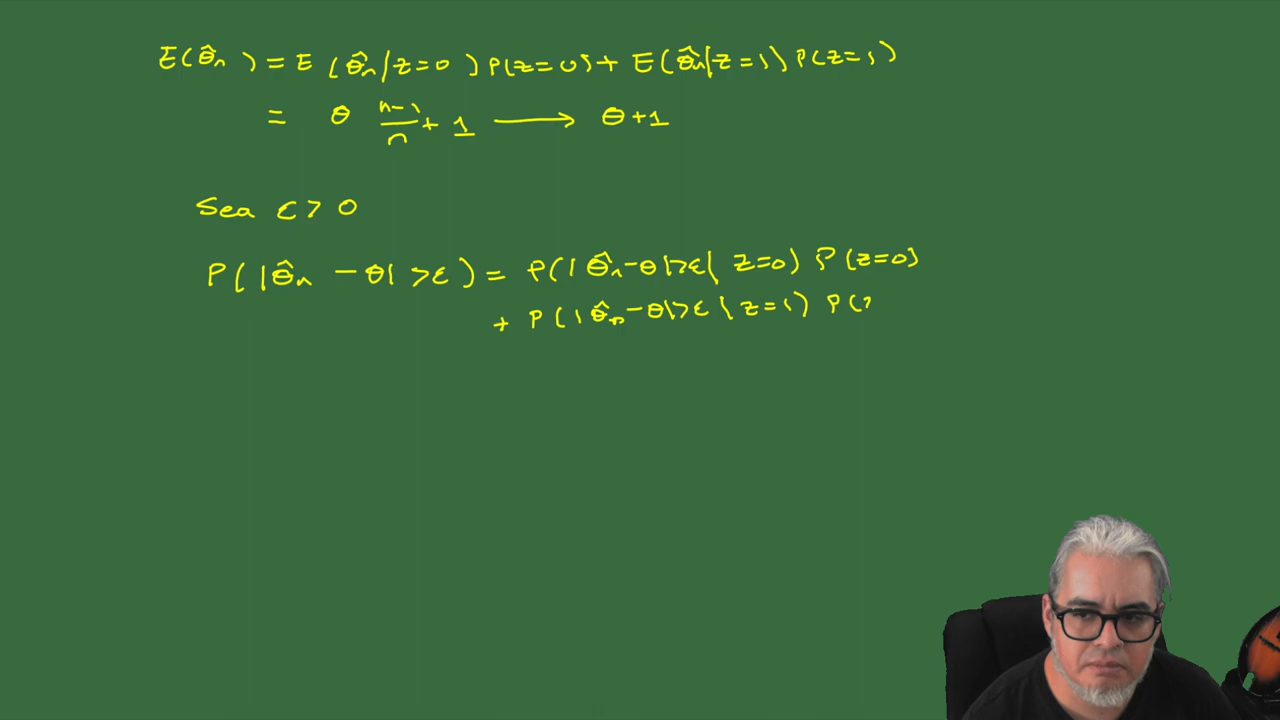 E(θ̂n) = E(θ̂n/z=0)P(z=0)+ E(θ̂n|z=1)P(z=1)
= θ (n-1)/n + 1 ⟶ θ+1
Sea ε > 0
P(|θ̂n - θ| >ε) = P(|θ̂n-θ|>ε| z=0) P(z=0)
+ P(|θ̂n-θ|>ε| z=1) P(z